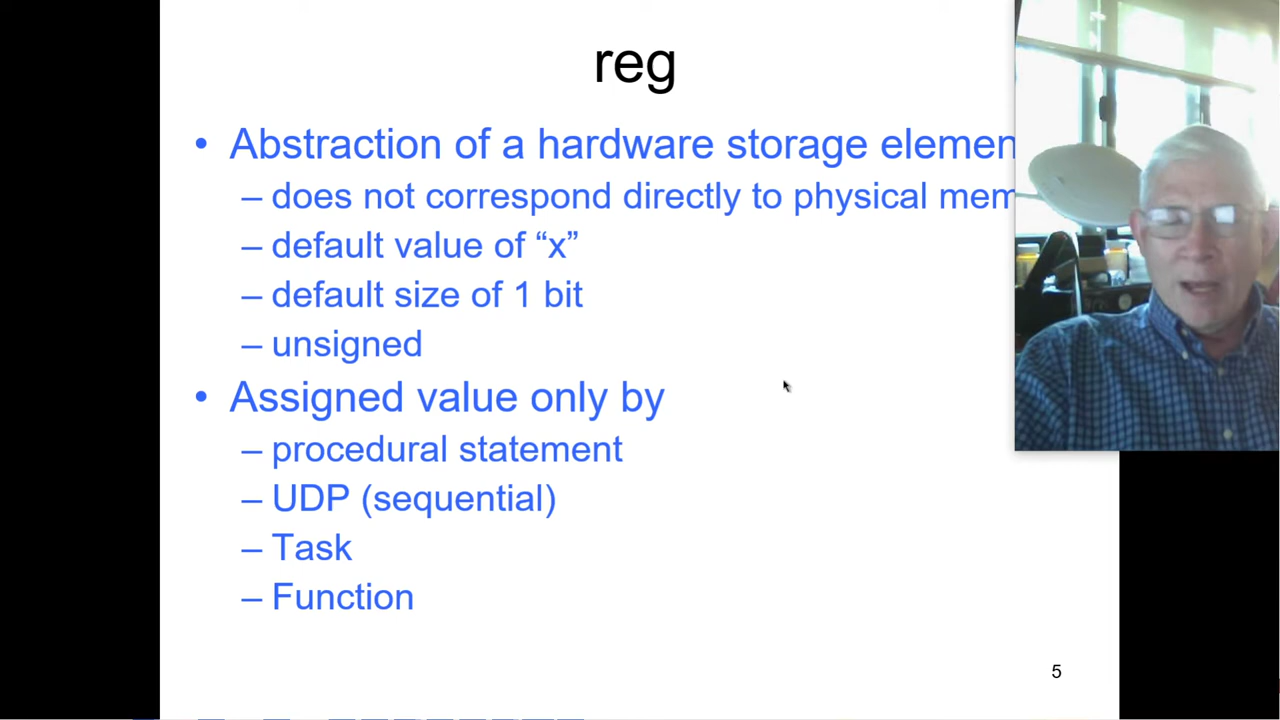 reg
• Abstraction of a hardware storage elemen
– does not correspond directly to physical mem
– default value of “x”
– default size of 1 bit
– unsigned
• Assigned value only by
– procedural statement
– UDP (sequential)
– Task
– Function
5